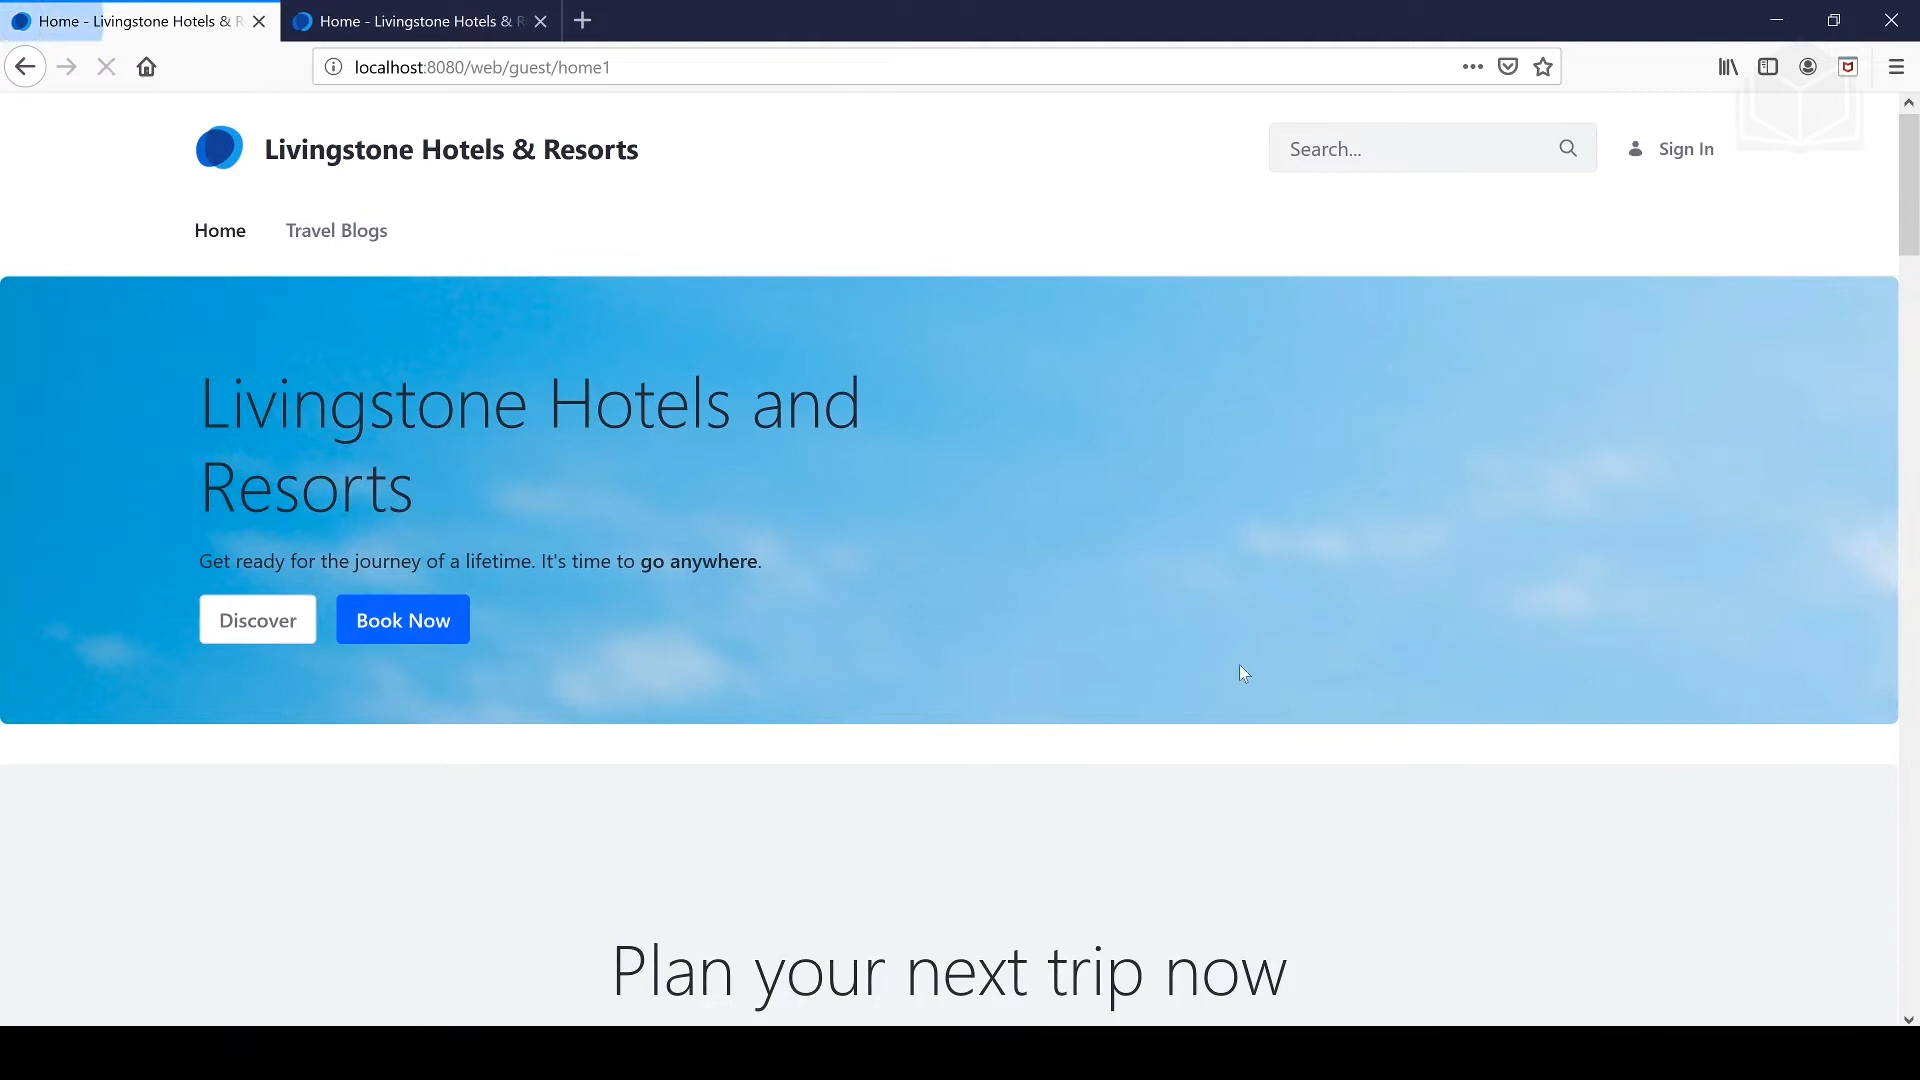 Home - Livingstone Hotels & R
Home - Livingstone Hotels & R
localhost:8080/web/guest/home1
Livingstone Hotels & Resorts
Search...
Sign In
Home
Travel Blogs
Livingstone Hotels and
Resorts
Get ready for the journey of a lifetime. It's time to go anywhere.
Discover
Book Now
Plan your next trip now